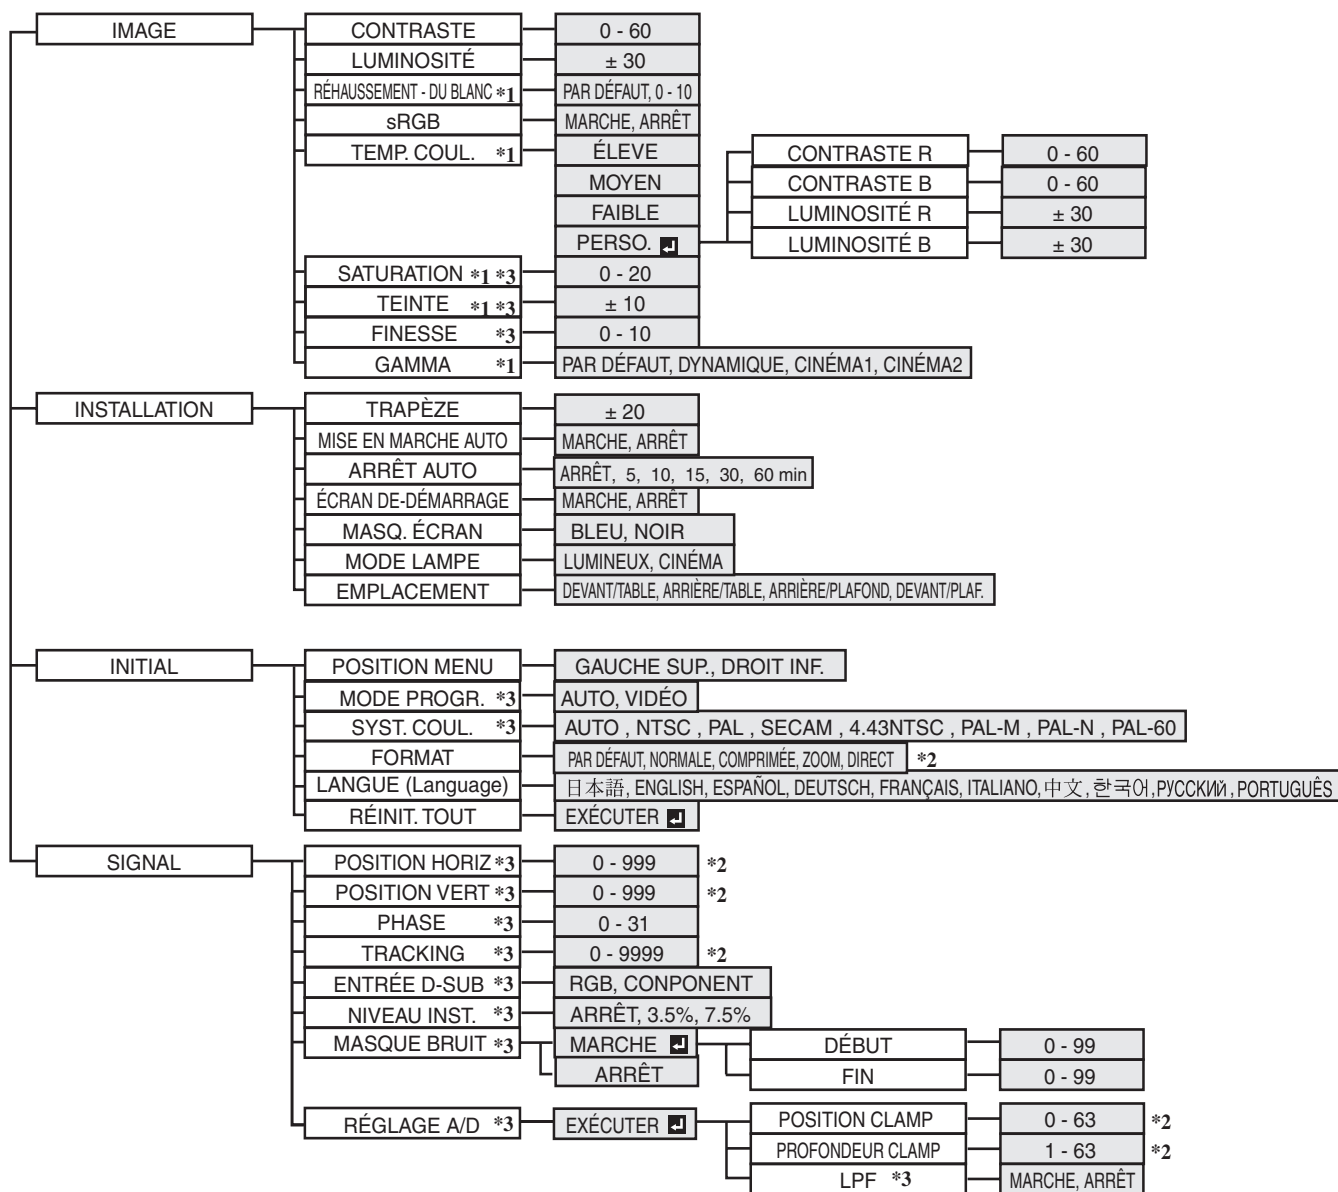 IMAGE CONTRASTE 0 - 60
LUMINOSITÉ ± 30
RÉHAUSSEMENT - DU BLANC *1 PAR DÉFAUT, 0 - 10
sRGB MARCHE, ARRÊT
TEMP. COUL. *1 ÉLEVE CONTRASTE R 0 - 60
MOYEN CONTRASTE B 0 - 60
FAIBLE LUMINOSITÉ R ± 30
PERSO. LUMINOSITÉ B ± 30
SATURATION *1 *3 0 - 20
TEINTE *1 *3 ± 10
FINESSE *3 0 - 10
GAMMA *1 PAR DÉFAUT, DYNAMIQUE, CINÉMA1, CINÉMA2
INSTALLATION TRAPÈZE ± 20
MISE EN MARCHE AUTO MARCHE, ARRÊT
ARRÊT AUTO ARRÊT, 5, 10, 15, 30, 60 min
ÉCRAN DE-DÉMARRAGE MARCHE, ARRÊT
MASQ. ÉCRAN BLEU, NOIR
MODE LAMPE LUMINEUX, CINÉMA
EMPLACEMENT DEVANT/TABLE, ARRIÈRE/TABLE, ARRIÈRE/PLAFOND, DEVANT/PLAF.
INITIAL POSITION MENU GAUCHE SUP., DROIT INF.
MODE PROGR. *3 AUTO, VIDÉO
SYST. COUL. *3 AUTO , NTSC , PAL , SECAM , 4.43NTSC , PAL-M , PAL-N , PAL-60
FORMAT PAR DÉFAUT, NORMALE, COMPRIMÉE, ZOOM, DIRECT *2
LANGUE (Language) 日本語, ENGLISH, ESPAÑOL, DEUTSCH, FRANÇAIS, ITALIANO, 中文, 한국어, РУССКИЙ, PORTUGUÊS
RÉINIT. TOUT EXÉCUTER
SIGNAL POSITION HORIZ *3 0 - 999 *2
POSITION VERT *3 0 - 999 *2
PHASE *3 0 - 31
TRACKING *3 0 - 9999 *2
ENTRÉE D-SUB *3 RGB, CONPONENT
NIVEAU INST. *3 ARRÊT, 3.5%, 7.5%
MASQUE BRUIT *3 MARCHE DÉBUT 0 - 99
ARRÊT FIN 0 - 99
RÉGLAGE A/D *3 EXÉCUTER POSITION CLAMP 0 - 63 *2
PROFONDEUR CLAMP 1 - 63 *2
LPF *3 MARCHE, ARRÊT